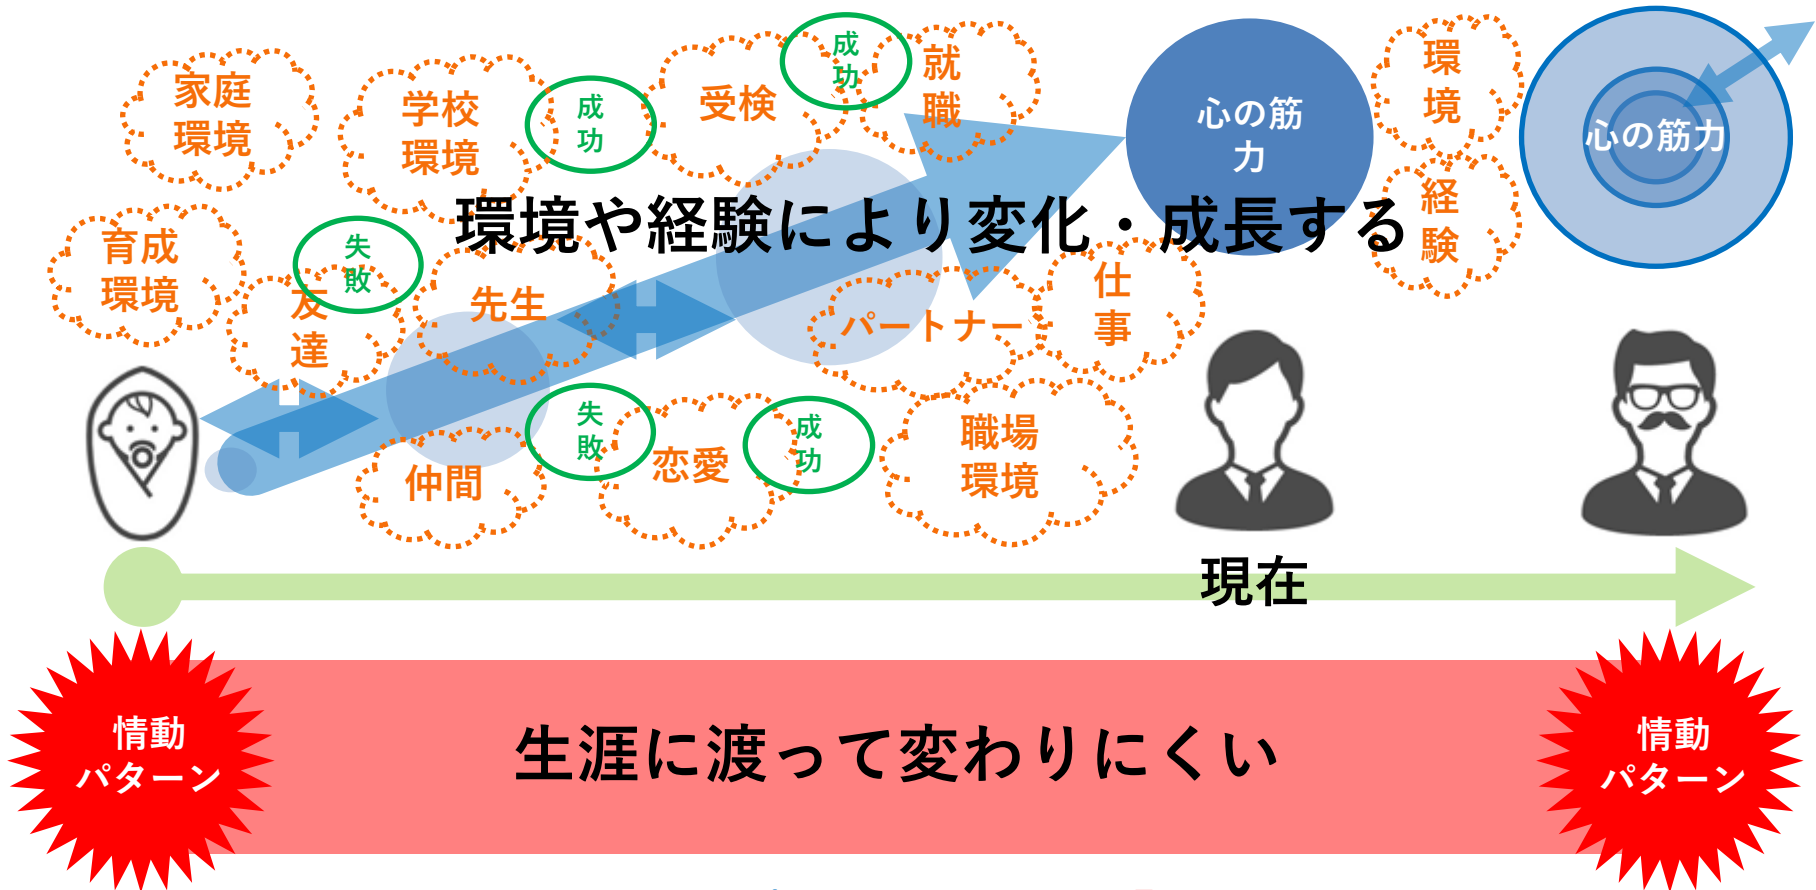 家庭
環境
学校
環境
成
功
受検
成
功
就
職
心の筋
力
環
境
心の筋力
経
験
環境や経験により変化・成長する
育成
環境
失
敗
友
達
先生
パートナー
仕
事
仲間
失
敗
恋愛
成
功
職場
環境
現在
情動
パターン
生涯に渡って変わりにくい
情動
パターン